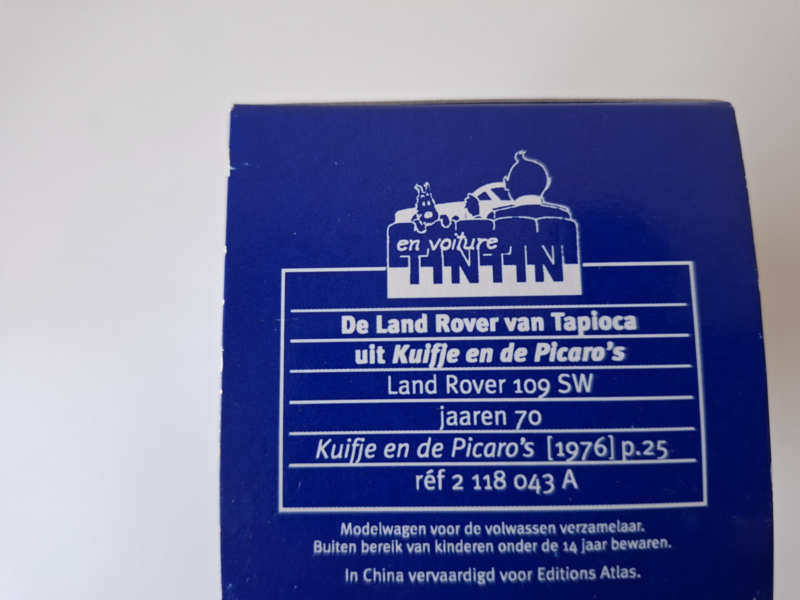 en voiture
TINTIN
De Land Rover van Tapioca
uit Kuifje en de Picaro's
Land Rover 109 SW
jaaren 70
Kuifje en de Picaro's [1976] p.25
réf 2 118 043 A
Modelwagen voor de volwassen verzamelaar.
Buiten bereik van kinderen onder de 14 jaar bewaren.
In China vervaardigd voor Editions Atlas.